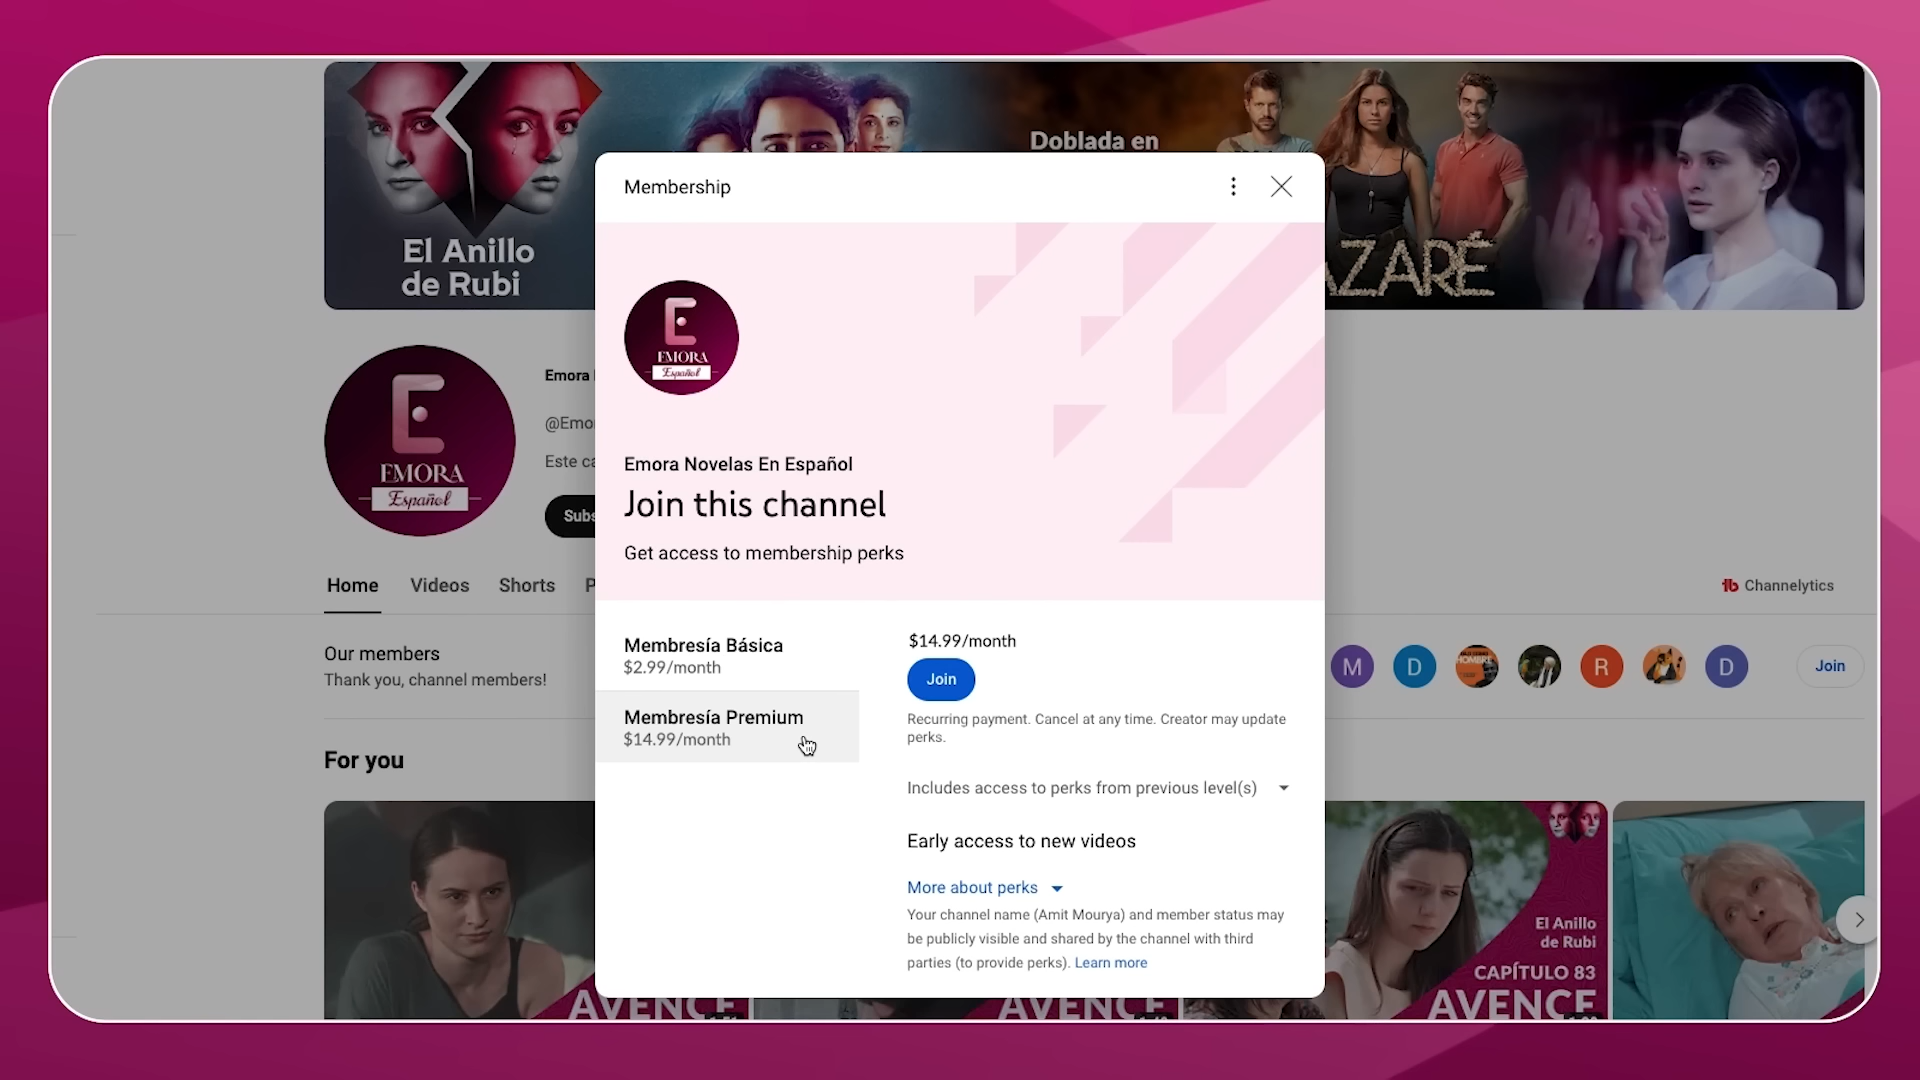 El Anillo
de Rubi
Doblada en
AZARÉ
EMORA
Español
Emora
@Emo
Este ca
Subs
Home
Videos
Shorts
P
Channelytics
Our members
Thank you, channel members!
M
D
HOMBRE
R
D
Join
For you
AVENCE
AVENCE
El Anillo
de Rubi
CAPÍTULO 83
AVENCE
Membership
EMORA
Español
Emora Novelas En Español
Join this channel
Get access to membership perks
Membresía Básica
$2.99/month
Membresía Premium
$14.99/month
$14.99/month
Join
Recurring payment. Cancel at any time. Creator may update
perks.
Includes access to perks from previous level(s)
Early access to new videos
More about perks
Your channel name (Amit Mourya) and member status may
be publicly visible and shared by the channel with third
parties (to provide perks). Learn more